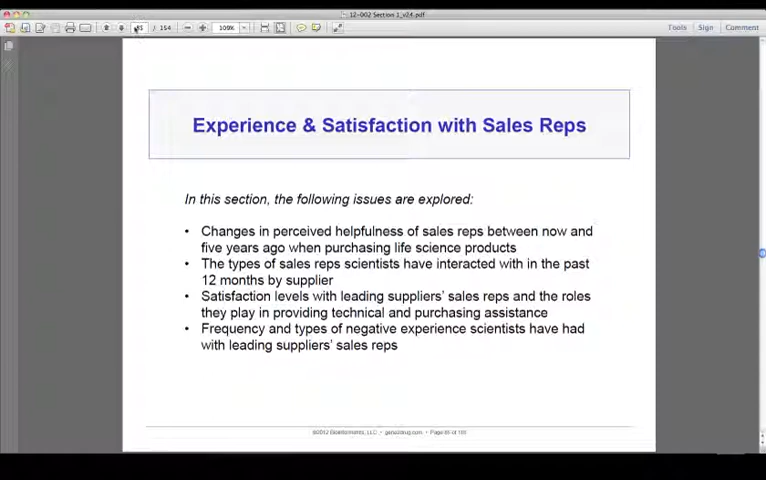 12-002 Section 1_v24.pdf
/ 154
109%
Tools Sign Comment
Experience & Satisfaction with Sales Reps
In this section, the following issues are explored:
• Changes in perceived helpfulness of sales reps between now and
five years ago when purchasing life science products
• The types of sales reps scientists have interacted with in the past
12 months by supplier
• Satisfaction levels with leading suppliers' sales reps and the roles
they play in providing technical and purchasing assistance
• Frequency and types of negative experience scientists have had
with leading suppliers' sales reps
©2012 BioInformatics, LLC •